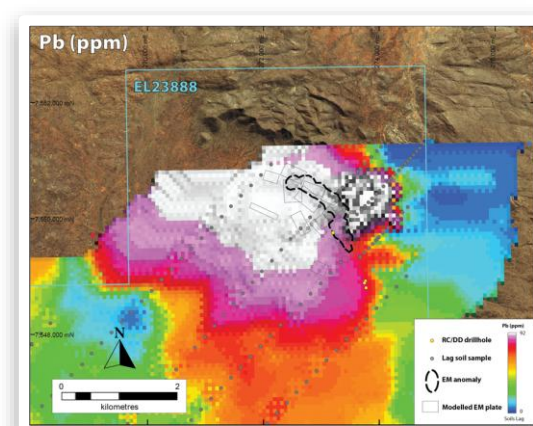 Pb (ppm)
EL23888
N
0 2
kilometres
RC/DD drillhole
Lag soil sample
EM anomaly
Modelled EM plate
Pb (ppm)
92
0
Soils Lag